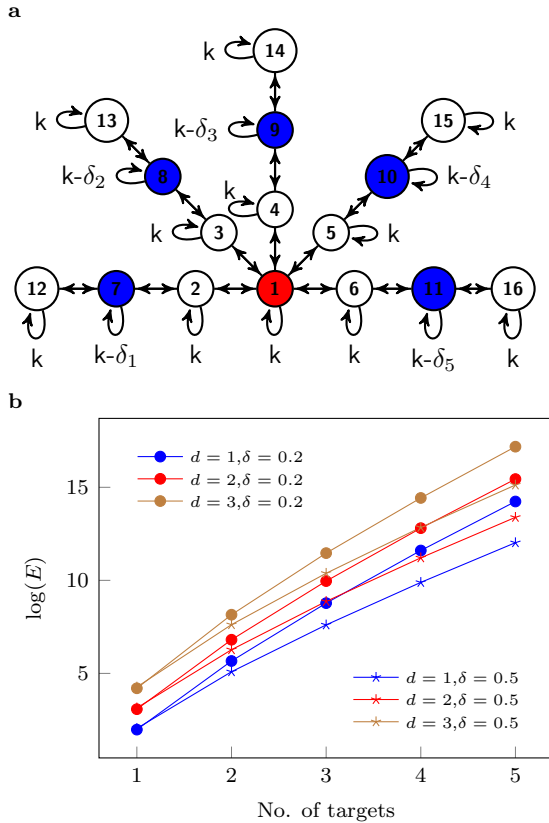 a
14
k
13
k
9
k-δ3
15
k
8
k-δ2
10
k-δ4
4
k
3
k
5
k
12
7
2
1
6
11
16
k
k-δ1
k
k
k
k-δ5
k
b
d = 1,δ = 0.2
d = 2,δ = 0.2
d = 3,δ = 0.2
15
10
5
log(E)
d = 1,δ = 0.5
d = 2,δ = 0.5
d = 3,δ = 0.5
1 2 3 4 5
No. of targets